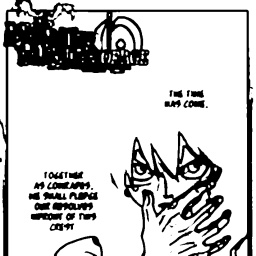 THE TIME
HAS COME.
TOGETHER
AS COMRADES,
WE SHALL PLEDGE
OUR RESOLVES
INFRONT OF THIS
CREST